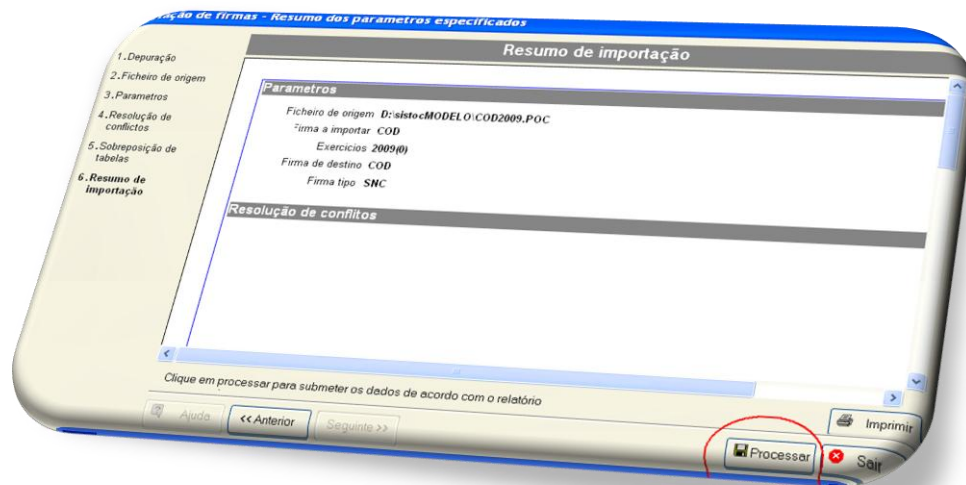 ração de firmas - Resumo dos parametros especificados
1.Depuração
2.Ficheiro de origem
3.Parametros
4.Resolução de
conflictos
5.Sobreposição de
tabelas
6.Resumo de
importação
Resumo de importação
Parametros
Ficheiro de origem D:\sistocMODELO\COD2009.POC
Firma a importar COD
Exercicios 2009(0)
Firma de destino COD
Firma tipo SNC
Resolução de conflitos
Clique em processar para submeter os dados de acordo com o relatório
Ajuda << Anterior Seguinte >>
Imprimir
Processar Sair